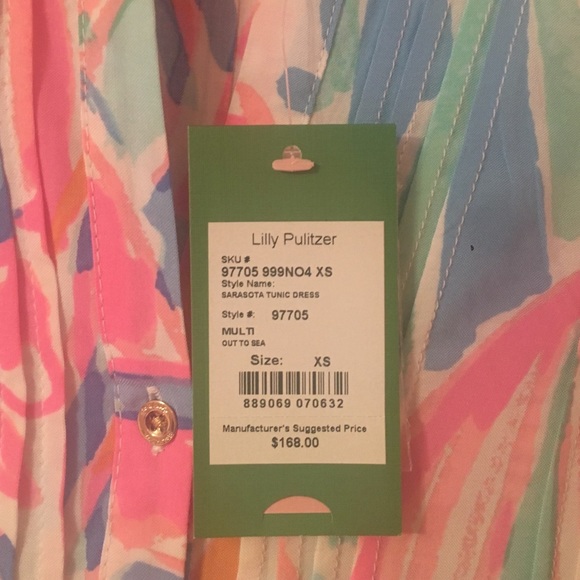 Lilly Pulitzer
SKU #
97705 999NO4 XS
Style Name:
SARASOTA TUNIC DRESS
Style #: 97705
MULTI
OUT TO SEA
Size: XS
889069 070632
Manufacturer's Suggested Price
$168.00